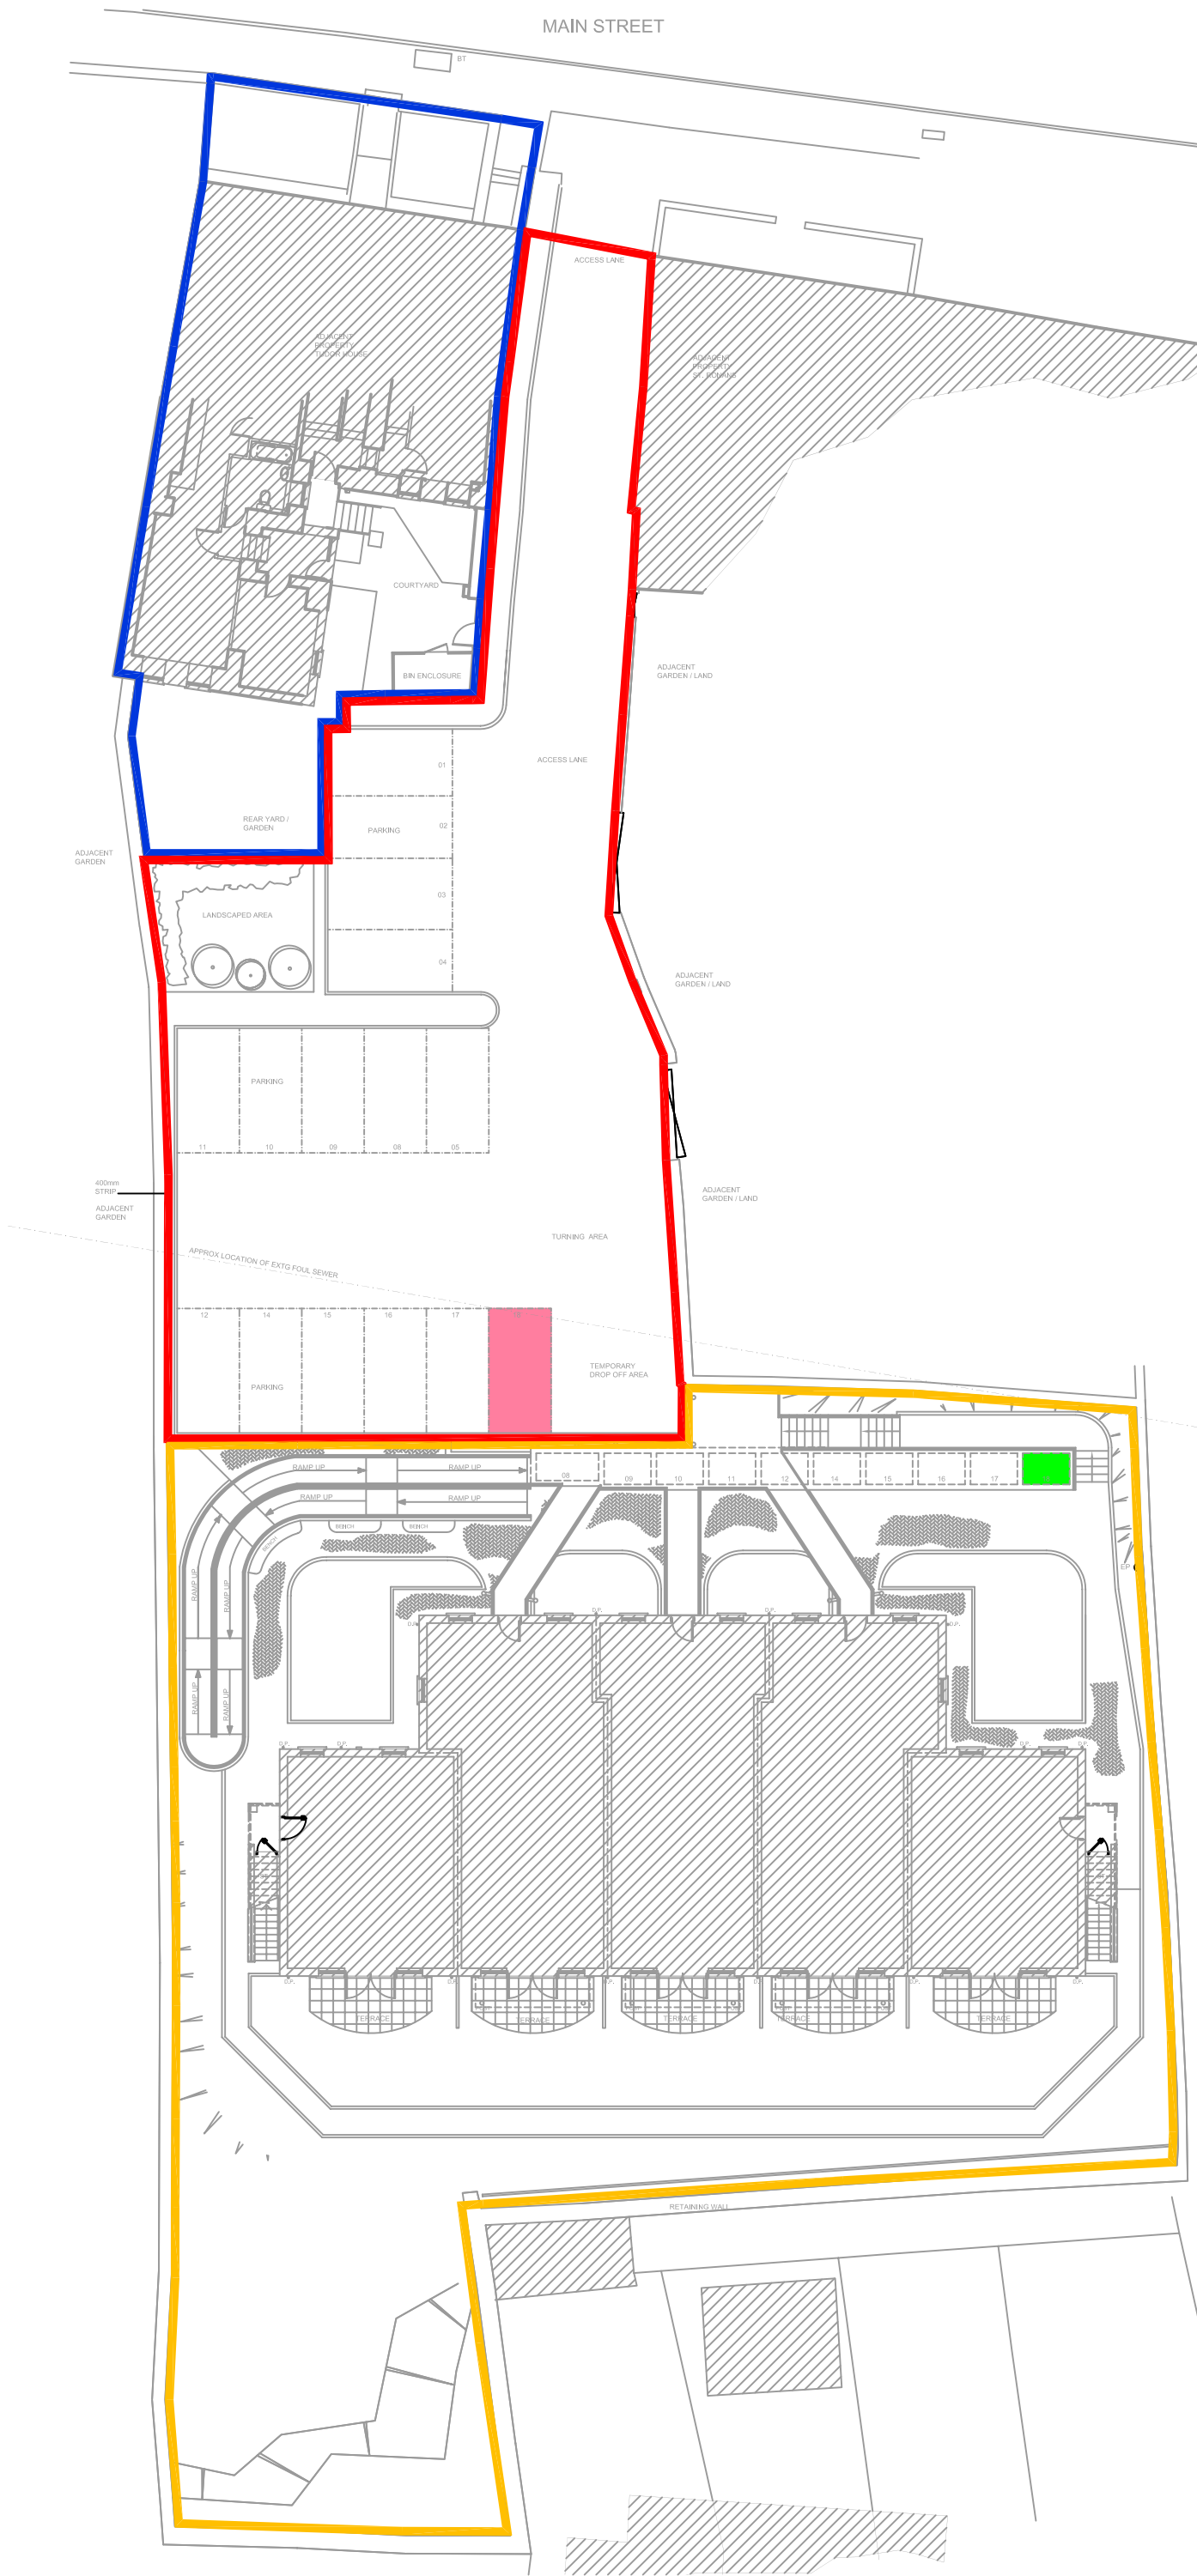 MAIN STREET
BT
ACCESS LANE
ADJACENT
PROPERTY
TUDOR HOUSE
ADJACENT
PROPERTY
ST. RONANS
COURTYARD
BIN ENCLOSURE
ADJACENT
GARDEN / LAND
ACCESS LANE
01
REAR YARD /
GARDEN
PARKING
02
ADJACENT
GARDEN
03
LANDSCAPED AREA
04
ADJACENT
GARDEN / LAND
PARKING
11
10
09
08
05
400mm
STRIP
ADJACENT
GARDEN
ADJACENT
GARDEN / LAND
TURNING AREA
APPROX LOCATION OF EXTG FOUL SEWER
12
14
15
16
17
PARKING
TEMPORARY
DROP OFF AREA
RAMP UP
RAMP UP
RAMP UP
RAMP UP
08
09
10
11
12
14
15
16
17
BENCH
BENCH
BENCH
RAMP UP
RAMP UP
RAMP UP
RAMP UP
E.P
D.P.
D.P.
D.P.
D.P.
D.P.
D.P.
D.P.
D.P.
D.P.
D.P.
D.P.
D.P.
D.P.
D.P.
TERRACE
TERRACE
TERRACE
TERRACE
TERRACE
RETAINING WALL